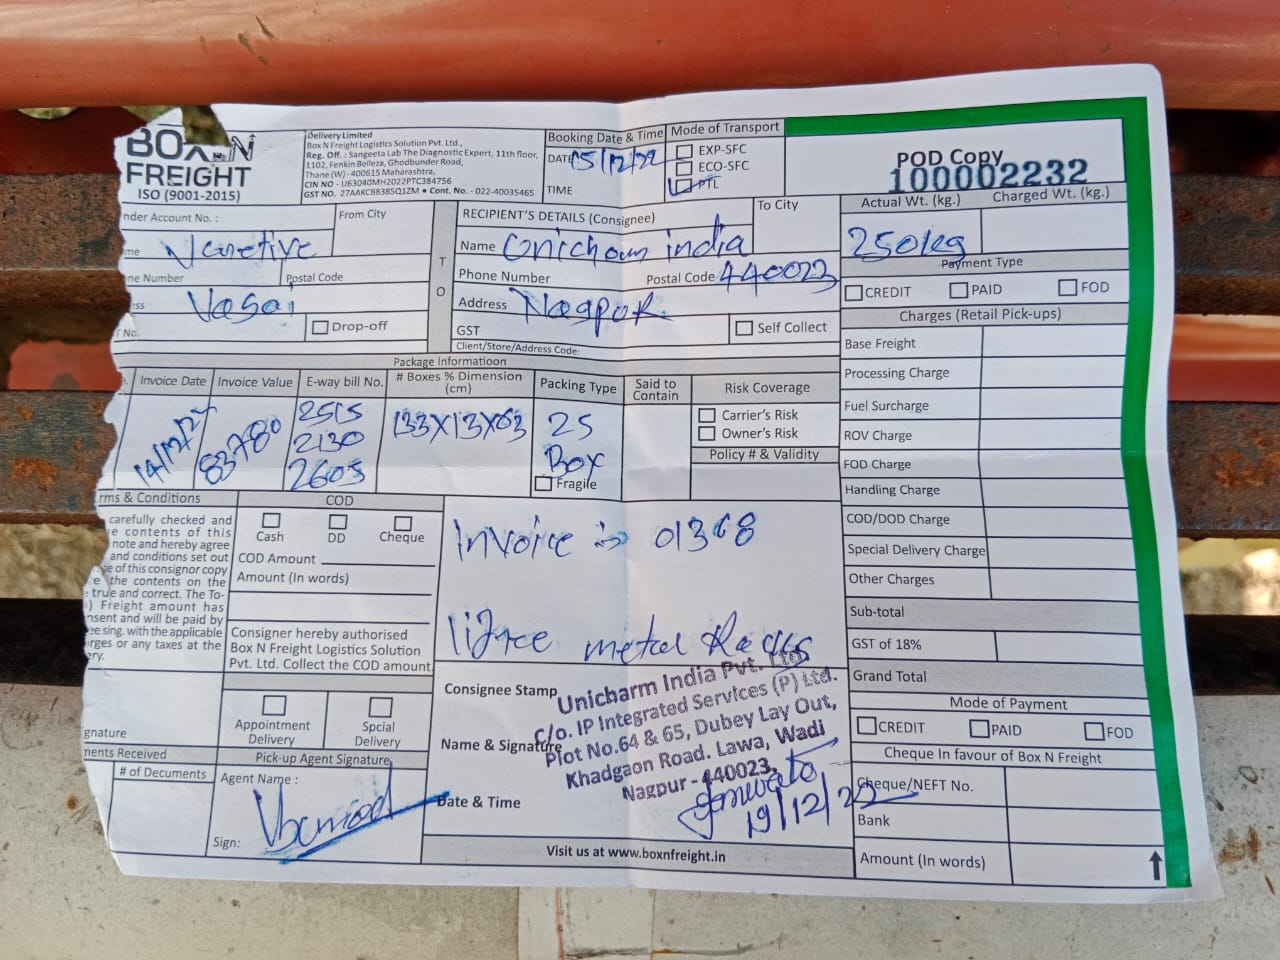 BOX N
FREIGHT
ISO (9001-2015)
Delivery Limited
Box N Freight Logistics Solution Pvt. Ltd.,
Reg. Off. : Sangeeta Lab The Diagnostic Expert, 11th floor,
1102, Fenkin Belleza, Ghodbunder Road,
Thane (W) - 400615 Maharashtra,
CIN NO - U63040MH2022PTC384756
GST NO. 27AAKCB8385Q1ZM • Cont. No. - 022-40035465
Booking Date & Time
DATE 15/12/22
TIME
Mode of Transport
EXP-SFC
ECO-SFC
PTL
POD Copy
100002232
Actual Wt. (kg.)
Charged Wt. (kg.)
250kg
nder Account No. :
From City
me
ne Number
Postal Code
ss Vasai
Drop-off
T No.
T
O
RECIPIENT'S DETAILS (Consignee)
To City
Name Unicharm india
Phone Number
Postal Code 440023
Address Nagpur
GST
Self Collect
Client/Store/Address Code:
Payment Type
CREDIT
PAID
FOD
Charges (Retail Pick-ups)
Base Freight
Processing Charge
Fuel Surcharge
ROV Charge
FOD Charge
Handling Charge
COD/DOD Charge
Special Delivery Charge
Other Charges
Sub-total
GST of 18%
Grand Total
Package Informatioon
Invoice Date
Invoice Value
E-way bill No.
# Boxes % Dimension
(cm)
Packing Type
Said to
Contain
Risk Coverage
14/12/22
83780
2515
2130
2605
133X13X63
25
Box
Fragile
Carrier's Risk
Owner's Risk
Policy # & Validity
rms & Conditions
carefully checked and
e contents of this
note and hereby agree
and conditions set out
se of this consignor copy
e the contents on the
true and correct. The To-
) Freight amount has
nsent and will be paid by
ee sing. with the applicable
rges or any taxes at the
ery.
COD
Cash
DD
Cheque
COD Amount
Amount (In words)
Consigner hereby authorised
Box N Freight Logistics Solution
Pvt. Ltd. Collect the COD amount
Appointment
Delivery
Spcial
Delivery
gnature
nents Received
# of Documents
Pick-up Agent Signature
Agent Name :
Sign:
Invoice is 01368
metal Racks
Consignee Stamp
Name & Signature
Date & Time
Unicharm India Pvt. Ltd.
C/o. IP Integrated Services (P) Ltd.
Plot No.64 & 65, Dubey Lay Out,
Khadgaon Road. Lawa, Wadi
Nagpur - 440023.
19/12/22
Visit us at www.boxnfreight.in
Mode of Payment
CREDIT
PAID
FOD
Cheque In favour of Box N Freight
Cheque/NEFT No.
Bank
Amount (In words)